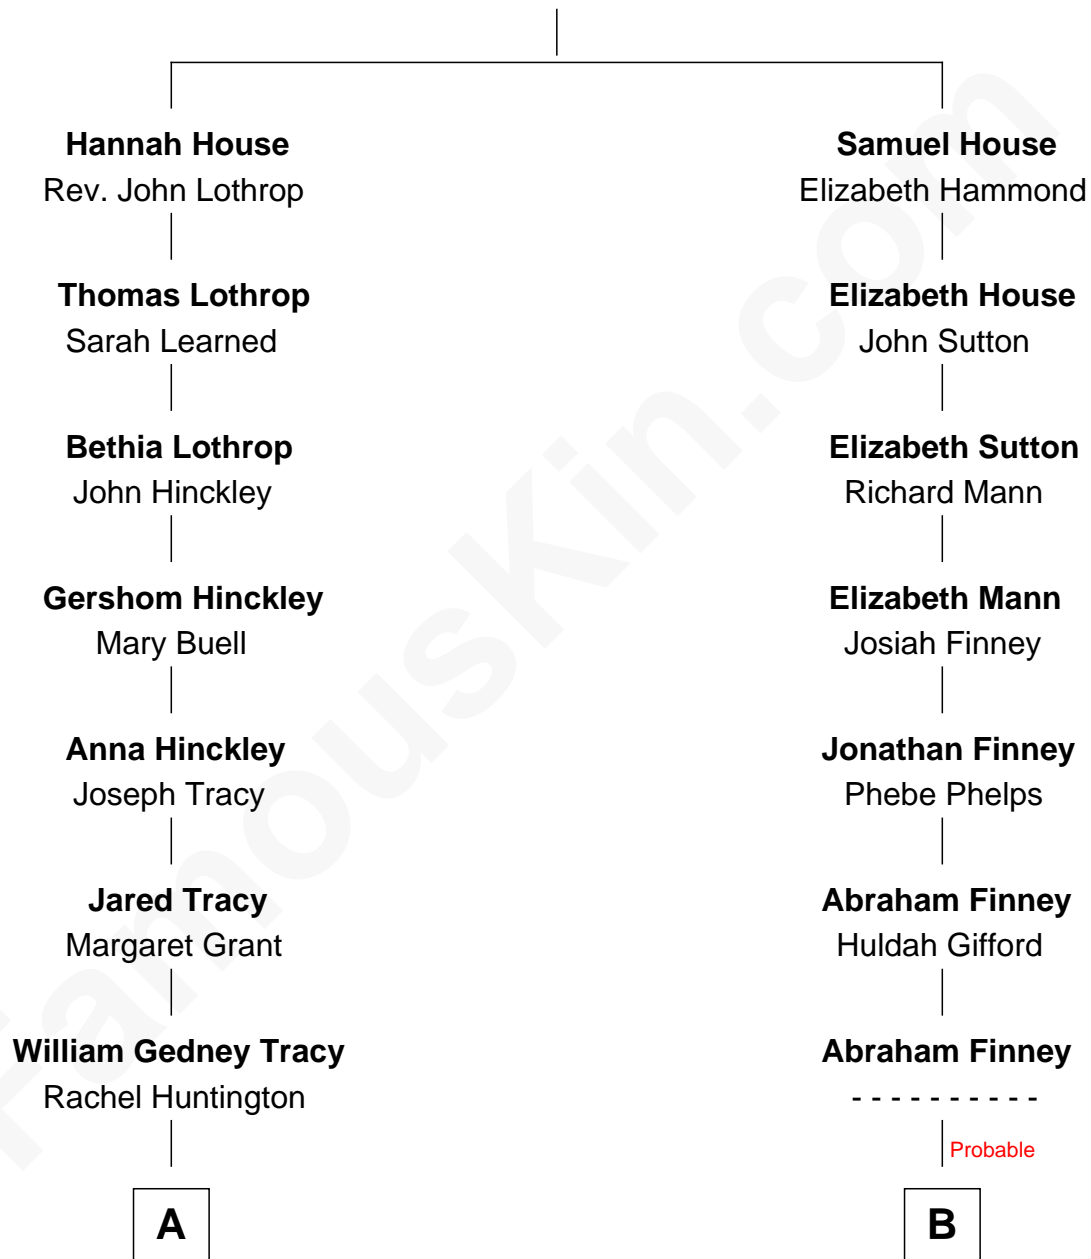 Hannah House
Rev. John Lothrop
Samuel House
Elizabeth Hammond
Thomas Lothrop
Sarah Learned
Elizabeth House
John Sutton
Bethia Lothrop
John Hinckley
Elizabeth Sutton
Richard Mann
Gershom Hinckley
Mary Buell
Elizabeth Mann
Josiah Finney
Anna Hinckley
Joseph Tracy
Jonathan Finney
Phebe Phelps
Jared Tracy
Margaret Grant
Abraham Finney
Huldah Gifford
William Gedney Tracy
Rachel Huntington
Abraham Finney
- - - - - - - - - -
Probable
A
B
FamousKin.com